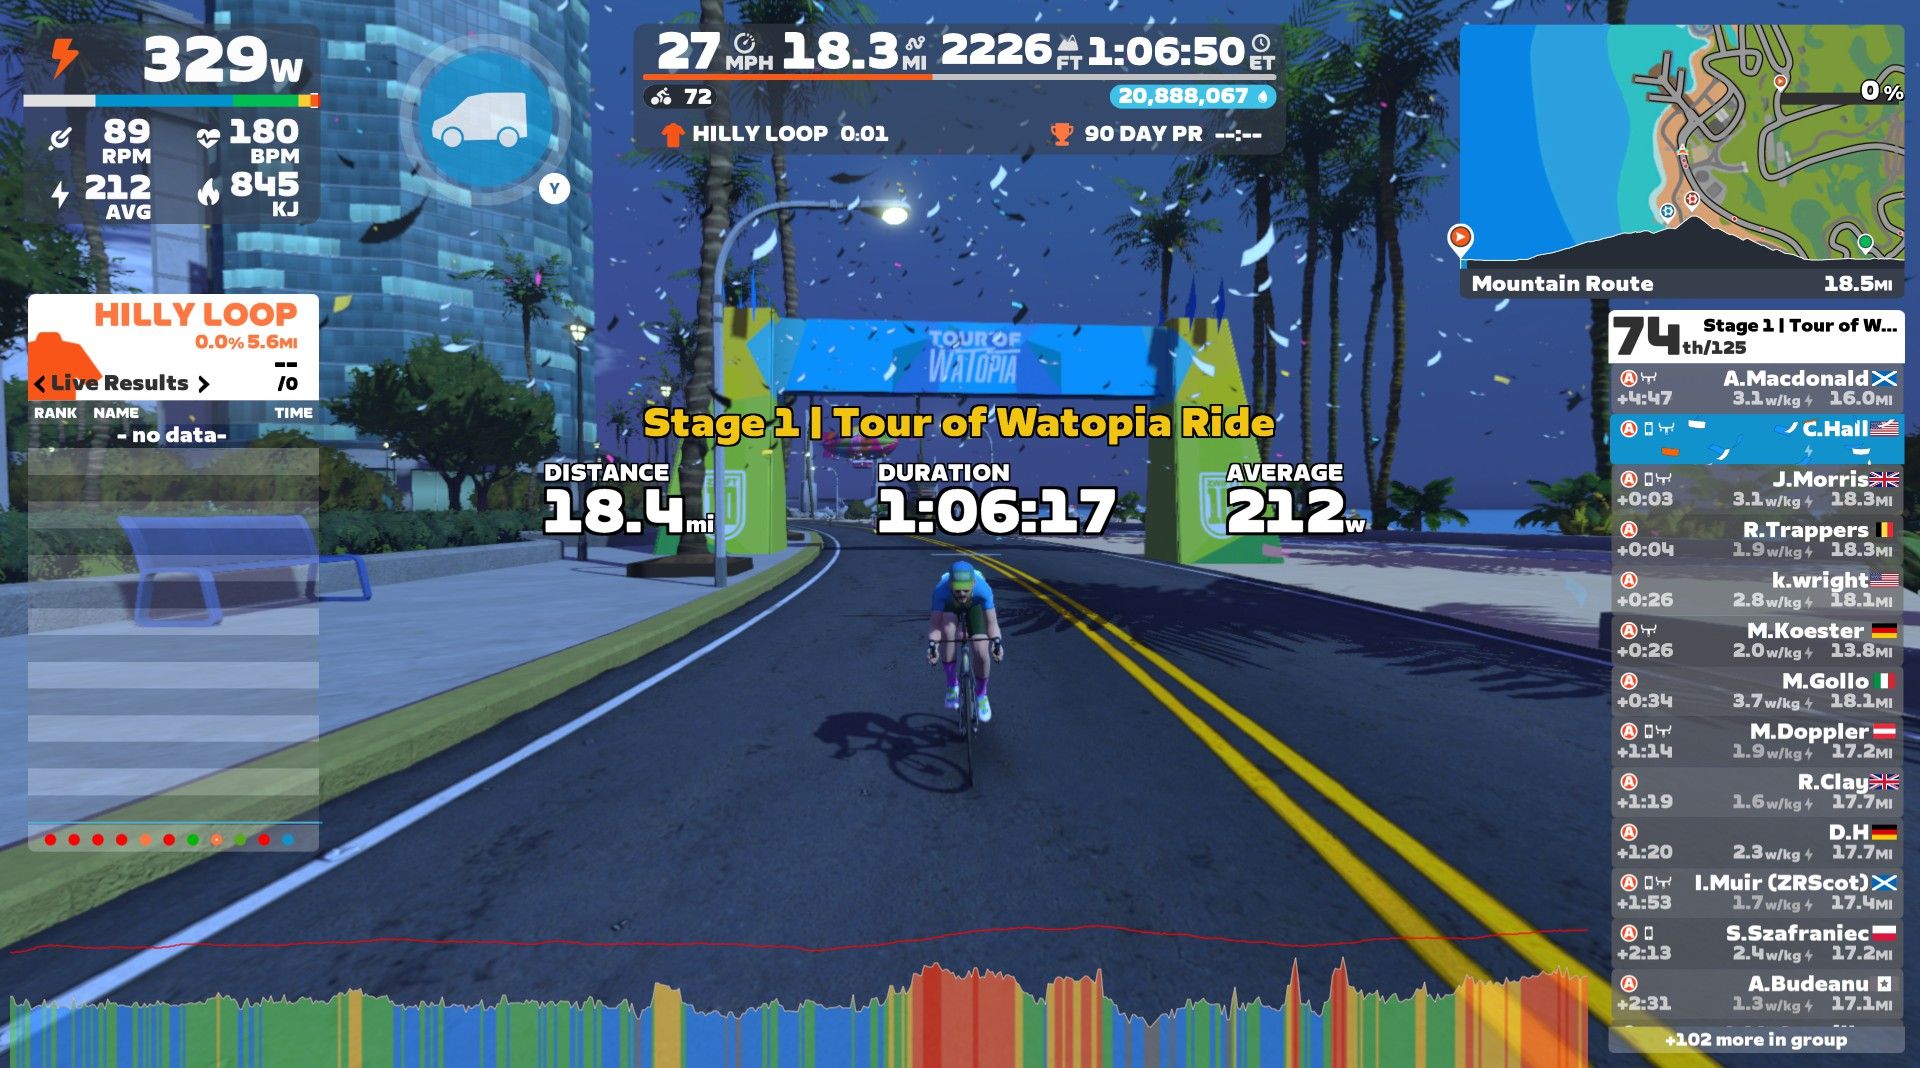 329w
89 RPM
180 BPM
212 AVG
845 KJ
Y
27 MPH 18.3 MI 2226 FT 1:06:50 ET
72
20,888,067
HILLY LOOP 0:01
90 DAY PR --:--
0%
Mountain Route 18.5MI
HILLY LOOP
0.0% 5.6MI
--
Live Results /0
RANK NAME TIME
- no data-
TOUR OF
WATOPIA
Stage 1 | Tour of Watopia Ride
DISTANCE
18.4mi
DURATION
1:06:17
AVERAGE
212w
74th/125
Stage 1 | Tour of W...
A A.Macdonald
+4:47 3.1w/kg 16.0MI
A C.Hall
A J.Morris
+0:03 3.1w/kg 18.3MI
A R.Trappers
+0:04 1.9w/kg 18.3MI
A k.wright
+0:26 2.8w/kg 18.1MI
A M.Koester
+0:26 2.0w/kg 13.8MI
A M.Gollo
+0:34 3.7w/kg 18.1MI
A M.Doppler
+1:14 1.9w/kg 17.2MI
A R.Clay
+1:19 1.6w/kg 17.7MI
A D.H
+1:20 2.3w/kg 17.7MI
A I.Muir (ZRScot)
+1:53 1.7w/kg 17.4MI
A S.Szafraniec
+2:13 2.4w/kg 17.2MI
A A.Budeanu
+2:31 1.3w/kg 17.1MI
+102 more in group